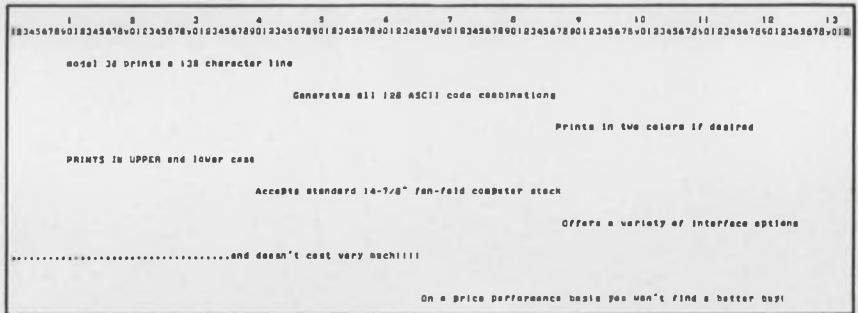 1 2 3 4 5 6 7 8 9 10 11 12 13
123456789012345678901234567890123456789012345678901234567890123456789012345678901234567890123456789012345678901234567890123456789012
model 38 prints a 132 character line
Generates all 128 ASCII code combinations
Prints in two colors if desired
PRINTS IN UPPER and lower case
Accepts standard 14-7/8" fan-fold computer stock
Offers a variety of interface options
...................................and doesn't cost very much!!!!
On a price performance basis you won't find a better buy!